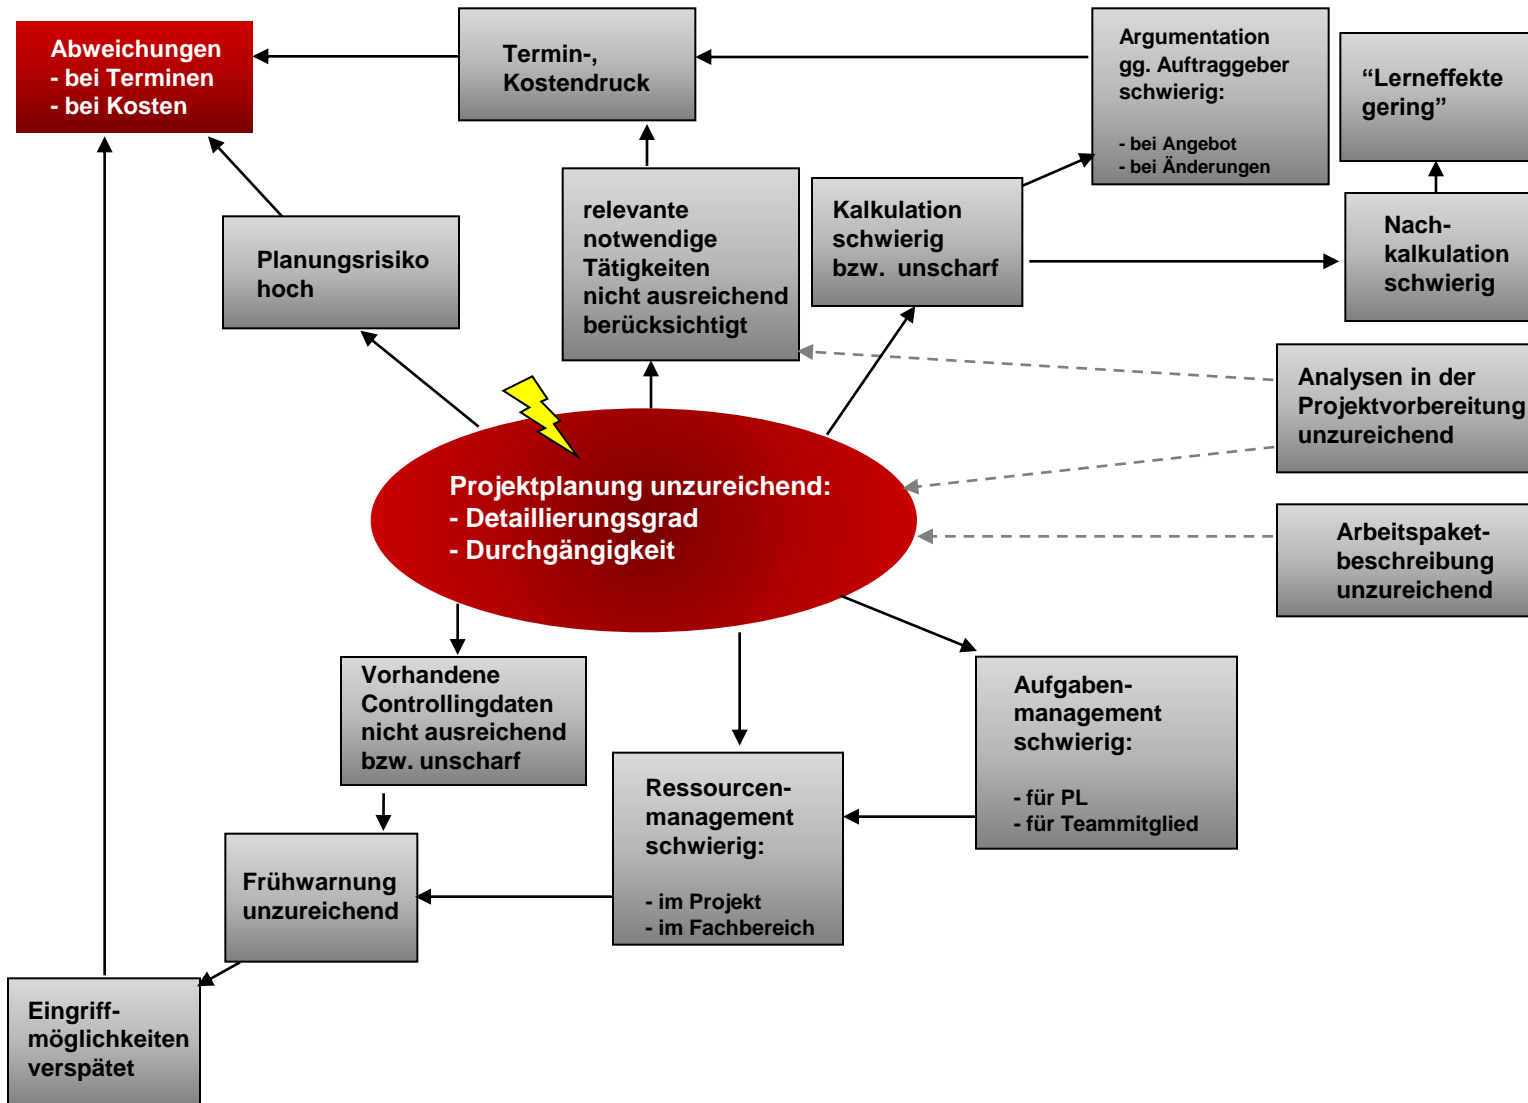 Abweichungen
- bei Terminen
- bei Kosten
Termin-,
Kostendruck
Argumentation
gg. Auftraggeber
schwierig:
- bei Angebot
- bei Änderungen
“Lerneffekte
gering”
Planungsrisiko
hoch
relevante
notwendige
Tätigkeiten
nicht ausreichend
berücksichtigt
Kalkulation
schwierig
bzw. unscharf
Nach-
kalkulation
schwierig
Analysen in der
Projektvorbereitung
unzureichend
Projektplanung unzureichend:
- Detaillierungsgrad
- Durchgängigkeit
Arbeitspaket-
beschreibung
unzureichend
Vorhandene
Controllingdaten
nicht ausreichend
bzw. unscharf
Aufgaben-
management
schwierig:
- für PL
- für Teammitglied
Ressourcen-
management
schwierig:
- im Projekt
- im Fachbereich
Frühwarnung
unzureichend
Eingriff-
möglichkeiten
verspätet